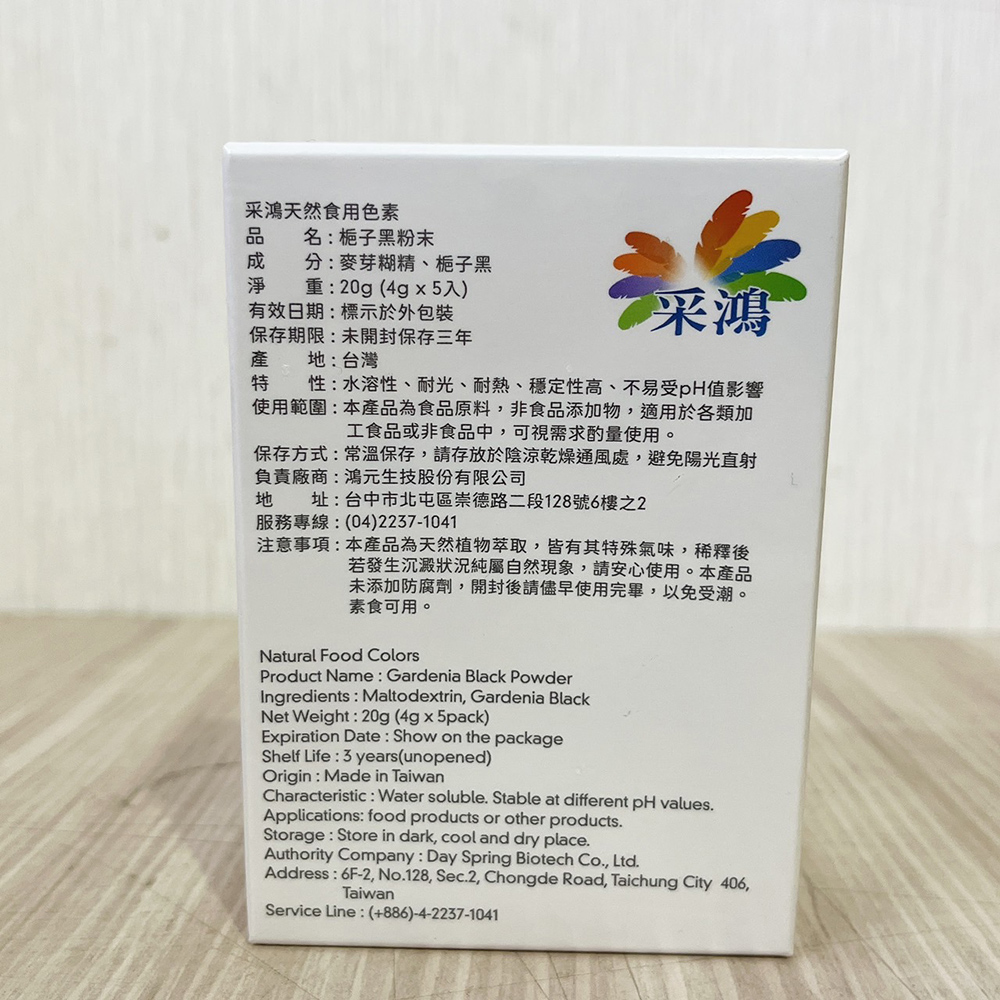 采鴻天然食用色素
品　　名：梔子黑粉末
成　　分：麥芽糊精、梔子黑
淨　　重：20g (4g x 5入)
有效日期：標示於外包裝
保存期限：未開封保存三年
產　　地：台灣
特　　性：水溶性、耐光、耐熱、穩定性高、不易受pH值影響
使用範圍：本產品為食品原料，非食品添加物，適用於各類加
工食品或非食品中，可視需求酌量使用。
保存方式：常溫保存，請存放於陰涼乾燥通風處，避免陽光直射
負責廠商：鴻元生技股份有限公司
地　　址：台中市北屯區崇德路二段128號6樓之2
服務專線：(04)2237-1041
注意事項：本產品為天然植物萃取，皆有其特殊氣味，稀釋後
若發生沉澱狀況純屬自然現象，請安心使用。本產品
未添加防腐劑，開封後請儘早使用完畢，以免受潮。
素食可用。
采鴻
Natural Food Colors
Product Name : Gardenia Black Powder
Ingredients : Maltodextrin, Gardenia Black
Net Weight : 20g (4g x 5pack)
Expiration Date : Show on the package
Shelf Life : 3 years(unopened)
Origin : Made in Taiwan
Characteristic : Water soluble. Stable at different pH values.
Applications: food products or other products.
Storage : Store in dark, cool and dry place.
Authority Company : Day Spring Biotech Co., Ltd.
Address : 6F-2, No.128, Sec.2, Chongde Road, Taichung City 406,
Taiwan
Service Line : (+886)-4-2237-1041